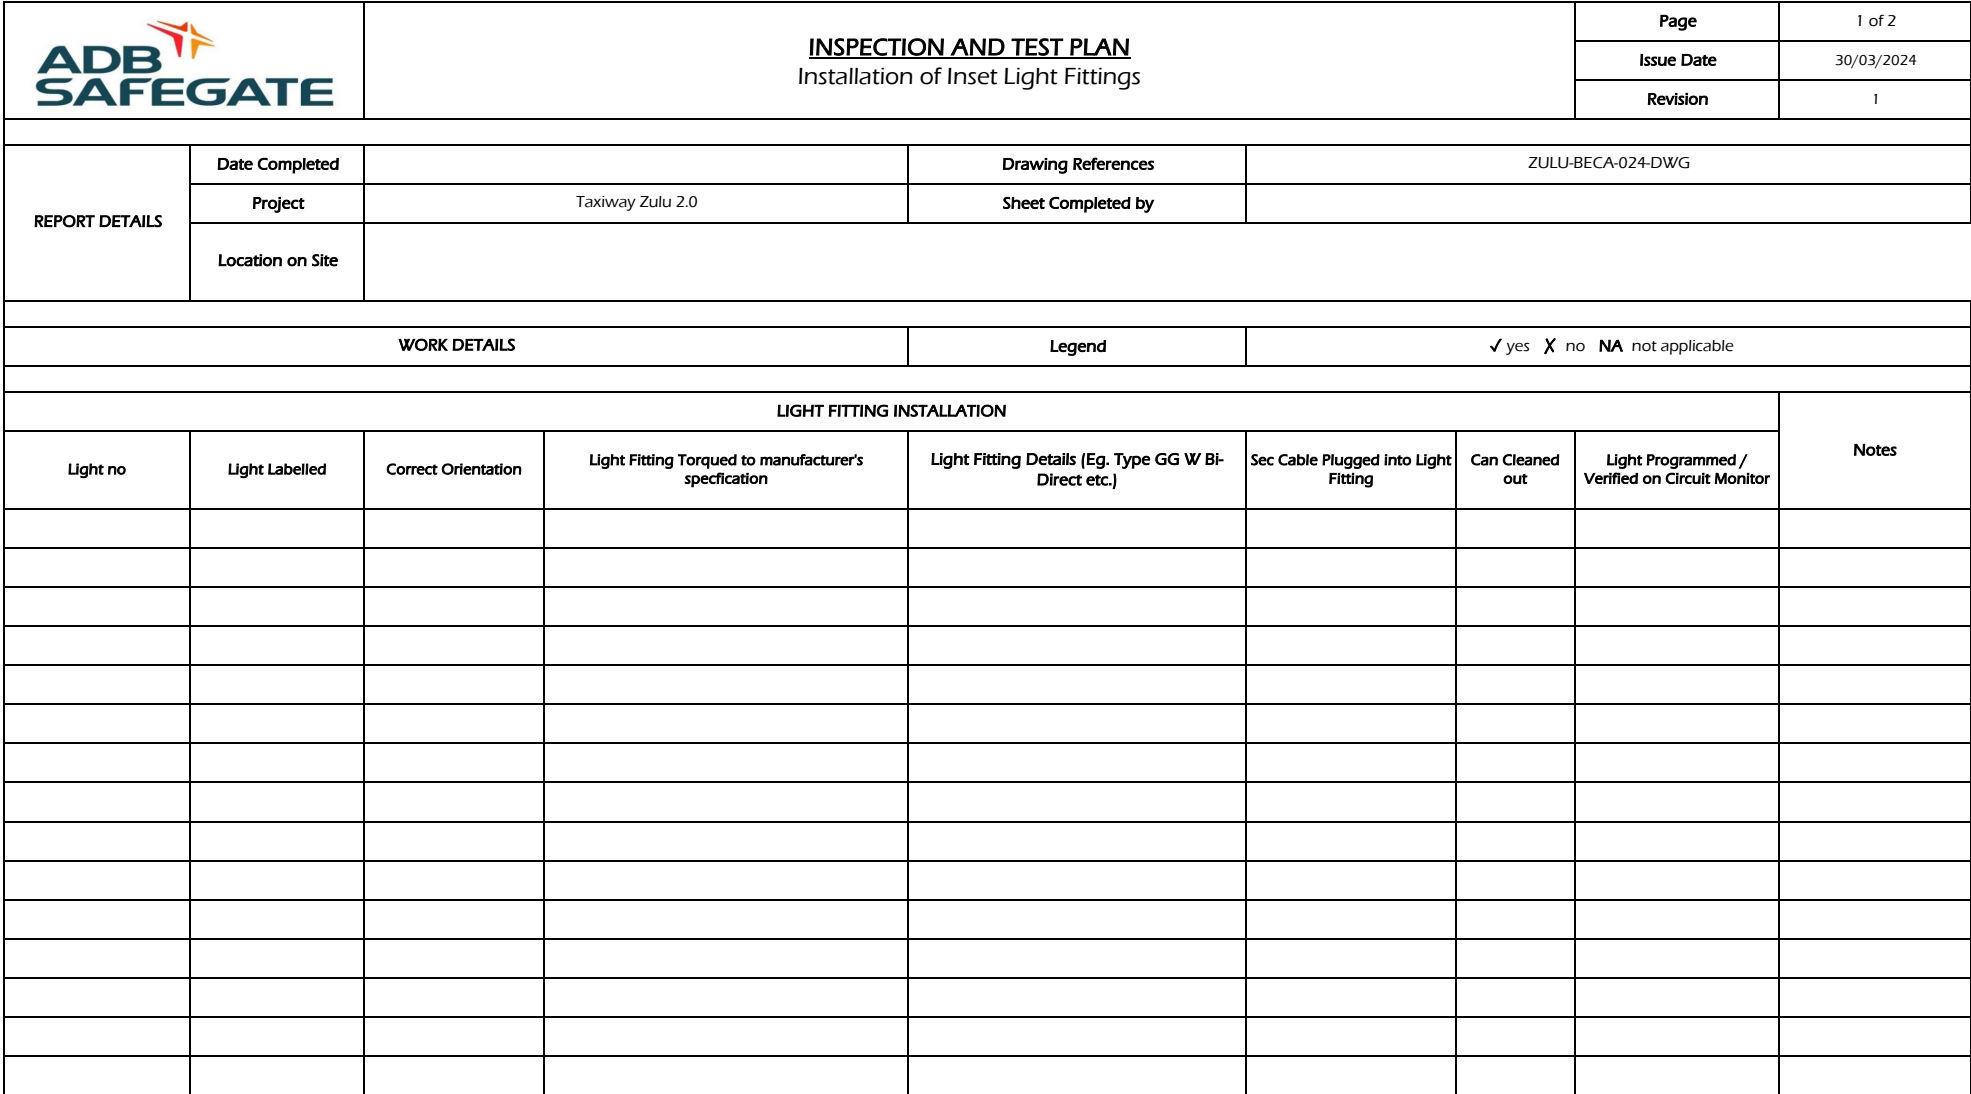 ADB
SAFEGATE
INSPECTION AND TEST PLAN
Installation of Inset Light Fittings
Page
1 of 2
Issue Date
30/03/2024
Revision
1
REPORT DETAILS
Date Completed
Drawing References
ZULU-BECA-024-DWG
Project
Taxiway Zulu 2.0
Sheet Completed by
Location on Site
WORK DETAILS
Legend
✓ yes ✗ no NA not applicable
LIGHT FITTING INSTALLATION
Light no
Light Labelled
Correct Orientation
Light Fitting Torqued to manufacturer's
specfication
Light Fitting Details (Eg. Type GG W Bi-
Direct etc.)
Sec Cable Plugged into Light
Fitting
Can Cleaned
out
Light Programmed /
Verified on Circuit Monitor
Notes